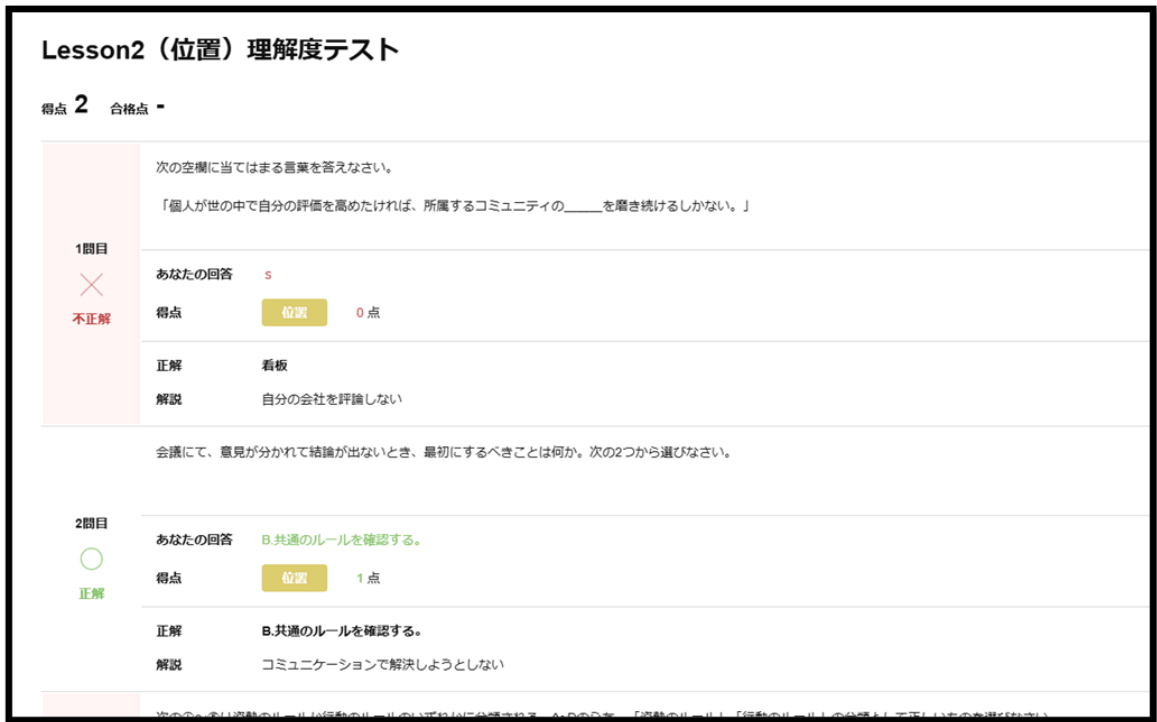 Lesson2（位置）理解度テスト
得点 2 合格点 -
次の空欄に当てはまる言葉を答えなさい。
「個人が世の中で自分の評価を高めたければ、所属するコミュニティの_____を磨き続けるしかない。」
1問目
不正解
あなたの回答 s
得点 位置 0 点
正解 看板
解説 自分の会社を評論しない
会議にて、意見が分かれて結論が出ないとき、最初にするべきことは何か。次の2つから選びなさい。
2問目
正解
あなたの回答 B.共通のルールを確認する。
得点 位置 1 点
正解 B.共通のルールを確認する。
解説 コミュニケーションで解決しようとしない